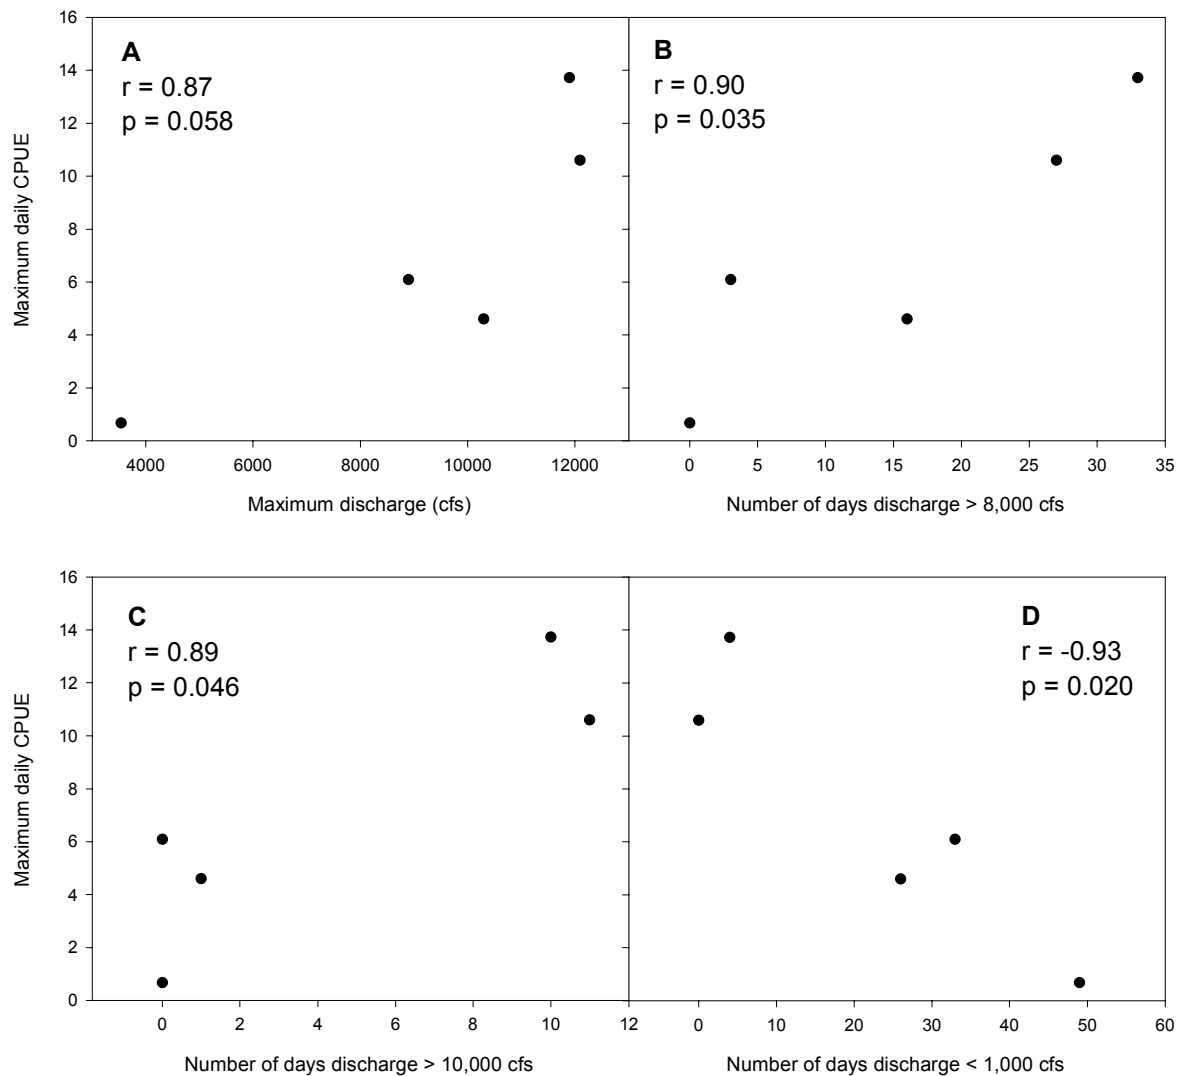 16
14
12
10
8
6
4
2
0
Maximum daily CPUE
A
r = 0.87
p = 0.058
4000 6000 8000 10000 12000
Maximum discharge (cfs)
B
r = 0.90
p = 0.035
0 5 10 15 20 25 30 35
Number of days discharge > 8,000 cfs
16
14
12
10
8
6
4
2
0
Maximum daily CPUE
C
r = 0.89
p = 0.046
0 2 4 6 8 10 12
Number of days discharge > 10,000 cfs
D
r = -0.93
p = 0.020
0 10 20 30 40 50 60
Number of days discharge < 1,000 cfs